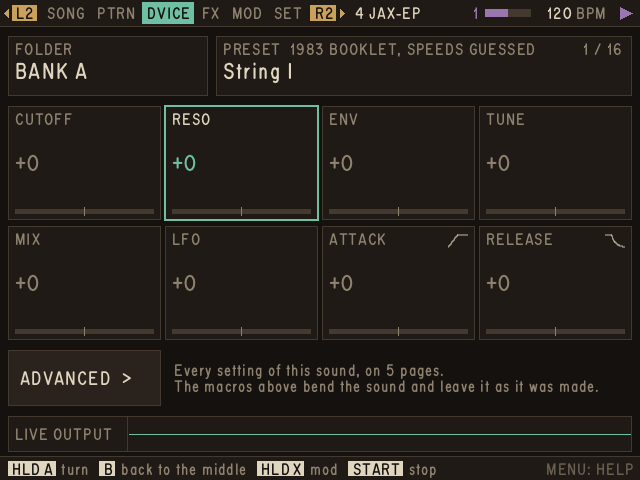 L2 SONG PTRN DVICE FX MOD SET R2 4 JAX-EP 1 120 BPM
FOLDER
BANK A
PRESET 1983 BOOKLET, SPEEDS GUESSED 1 / 16
String I
CUTOFF
+0
RESO
+0
ENV
+0
TUNE
+0
MIX
+0
LFO
+0
ATTACK
+0
RELEASE
+0
ADVANCED >
Every setting of this sound, on 5 pages.
The macros above bend the sound and leave it as it was made.
LIVE OUTPUT
HLD A turn B back to the middle HLD X mod START stop MENU: HELP